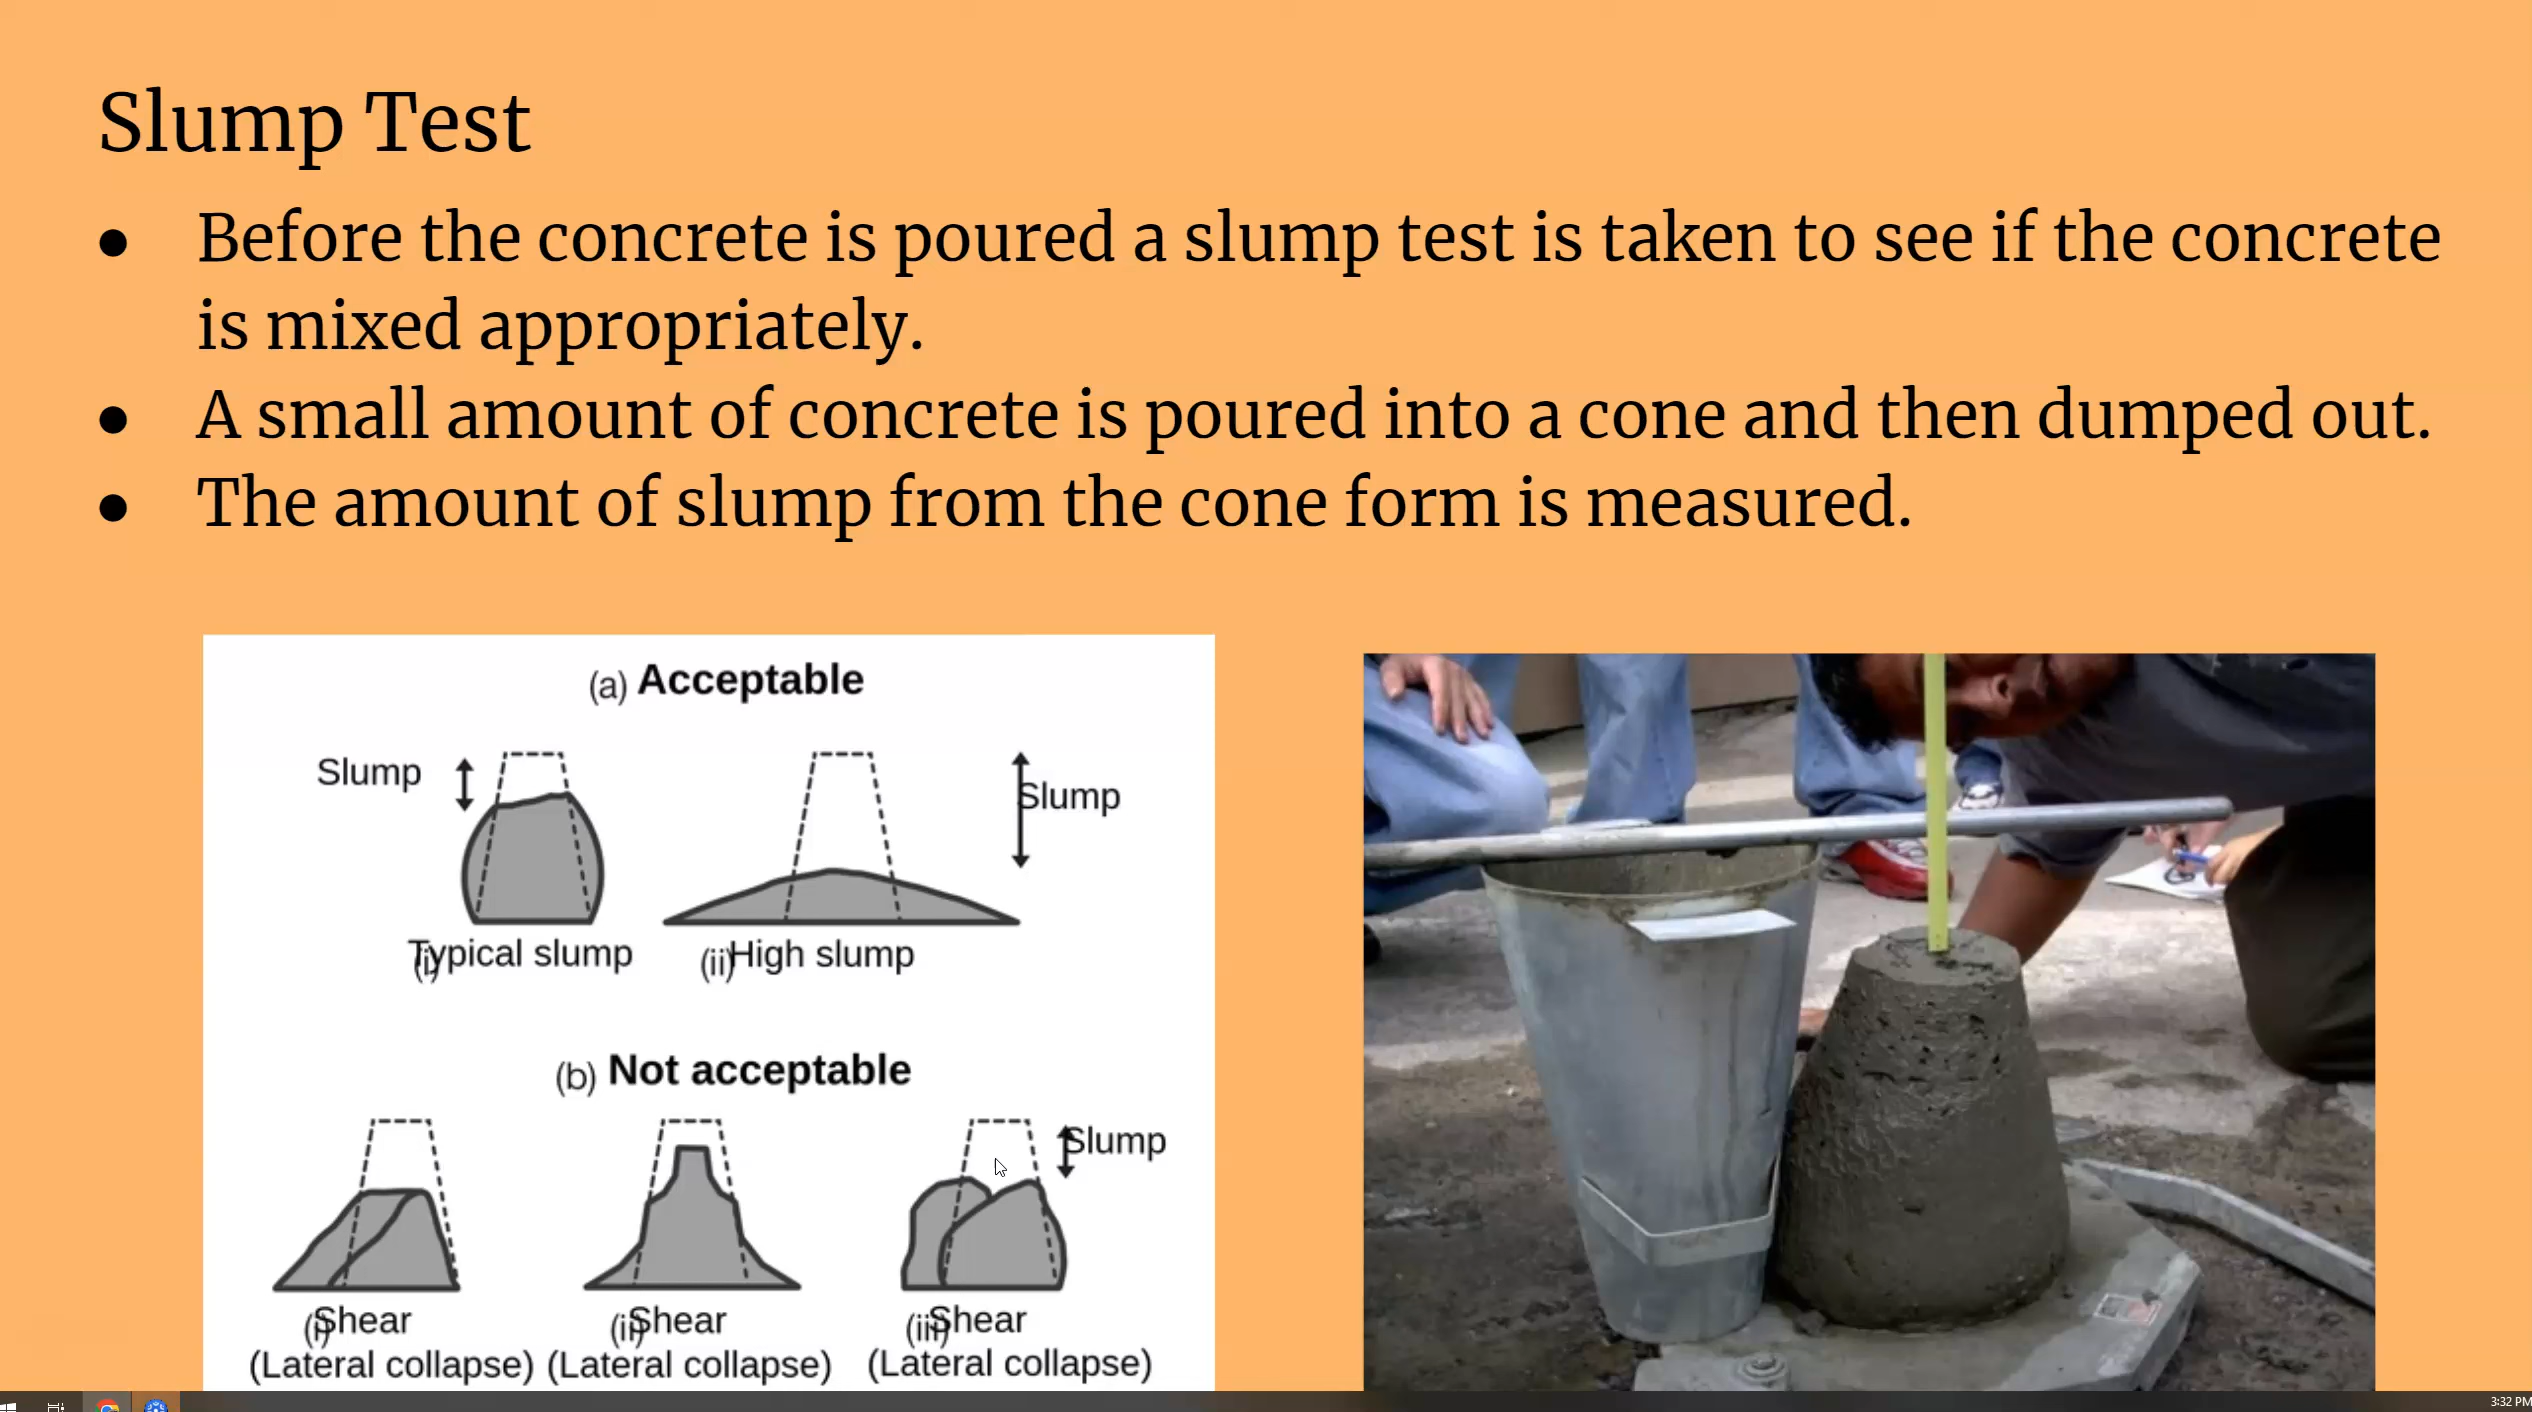 Slump Test
● Before the concrete is poured a slump test is taken to see if the concrete
is mixed appropriately.
● A small amount of concrete is poured into a cone and then dumped out.
● The amount of slump from the cone form is measured.
(a) Acceptable
Slump
Slump
(i) Typical slump
(ii) High slump
(b) Not acceptable
Slump
(i) Shear
(Lateral collapse)
(ii) Shear
(Lateral collapse)
(iii) Shear
(Lateral collapse)
3:32 PM